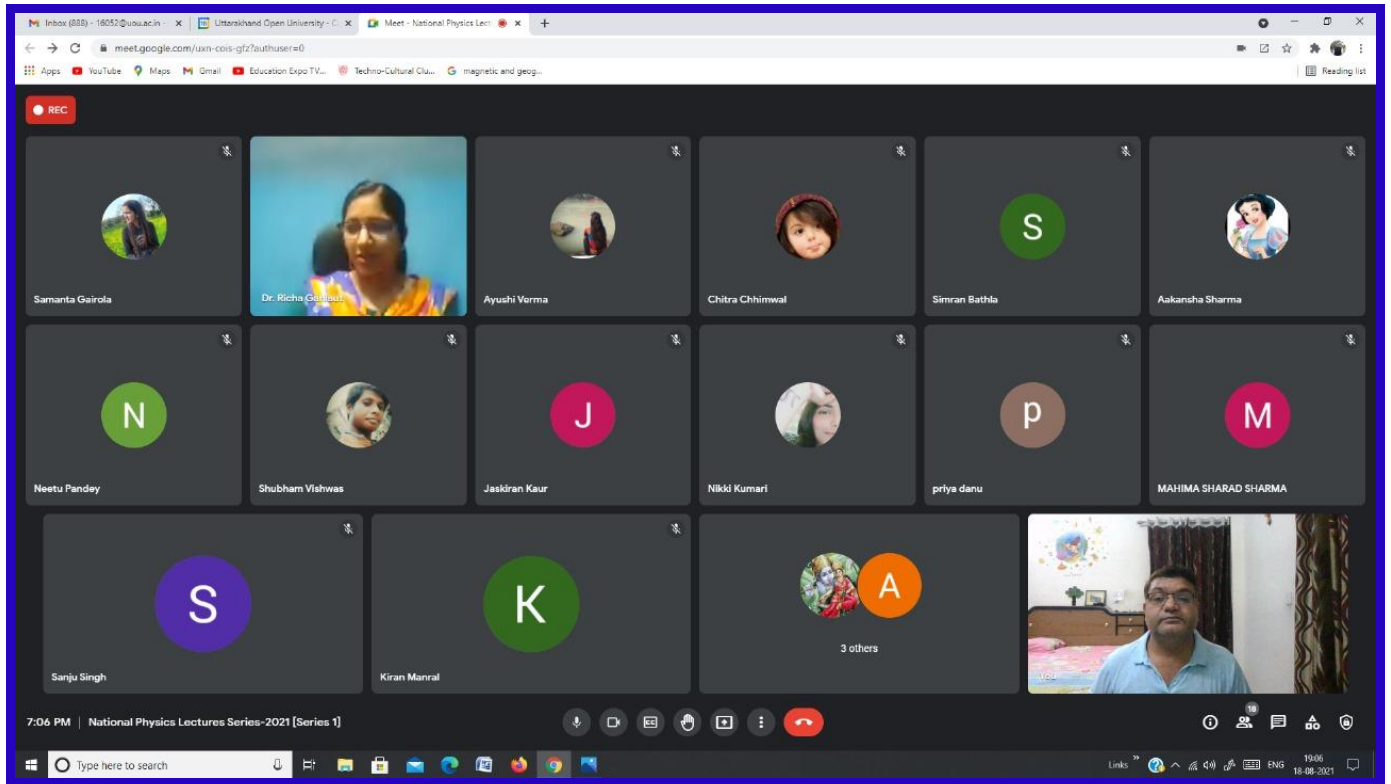 Inbox (888) - 16052@uou.ac.in -
Uttarakhand Open University - C
Meet - National Physics Lect
meet.google.com/uxn-cois-gfz?authuser=0
Apps YouTube Maps Gmail Education Expo TV... Techno-Cultural Clu... magnetic and geog... Reading list
REC
Samanta Gairola
Dr. Richa
Ayushi Verma
Chitra Chhimwal
S
Simran Bathla
Aakansha Sharma
N
Neetu Pandey
Shubham Vishwas
J
Jaskiran Kaur
Nikki Kumari
p
priya danu
M
MAHIMA SHARAD SHARMA
S
Sanju Singh
K
Kiran Manral
A
3 others
You
7:06 PM | National Physics Lectures Series-2021 [Series 1]
18
Type here to search
Links
ENG
19:06
18-08-2021